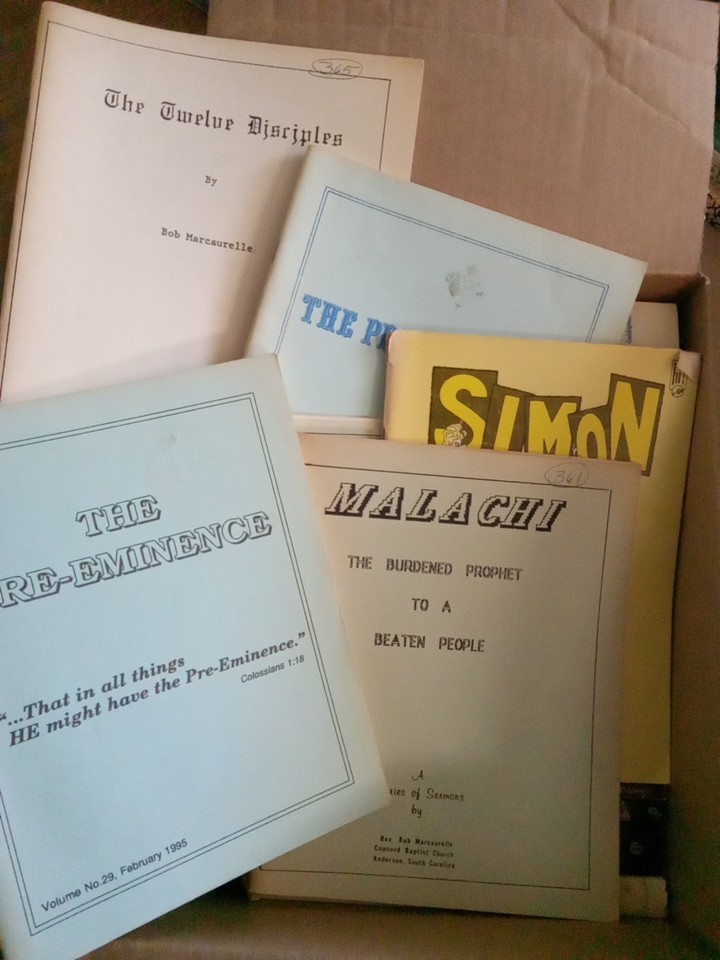 365
The Twelve Disciples
By
Bob Marcaurelle
THE PR
SIMON
361
MALACHI
THE BURDENED PROPHET
TO A
BEATEN PEOPLE
A
ries of Sermons
by
Rev. Bob Marcaurelle
Concord Baptist Church
Anderson, South Carolina
THE
RE-EMINENCE
"...That in all things
HE might have the Pre-Eminence."
Colossians 1:18
Volume No.29, February 1995